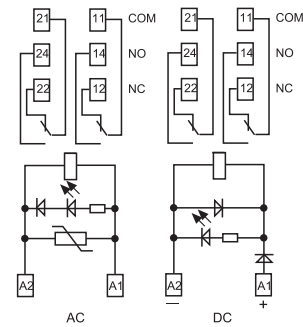 21 11 COM 21 11 COM
24 14 NO 24 14 NO
22 12 NC 22 12 NC
A2 A1 A2 A1
— +
AC DC